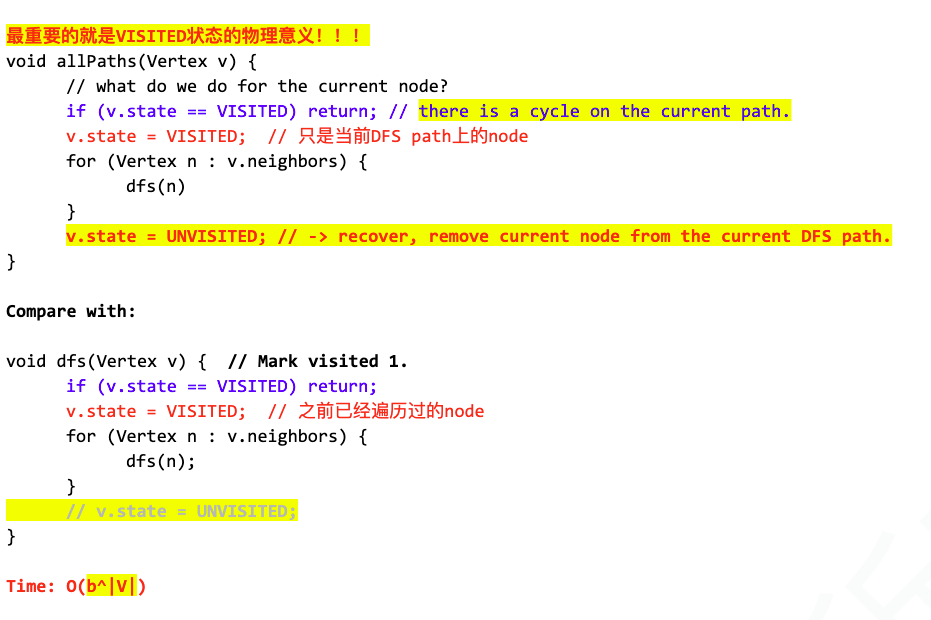 最重要的就是VISITED状态的物理意义！！！
void allPaths(Vertex v) {
// what do we do for the current node?
if (v.state == VISITED) return; // there is a cycle on the current path.
v.state = VISITED;  // 只是当前DFS path上的node
for (Vertex n : v.neighbors) {
dfs(n)
}
v.state = UNVISITED; // -> recover, remove current node from the current DFS path.
}
Compare with:
void dfs(Vertex v) {  // Mark visited 1.
if (v.state == VISITED) return;
v.state = VISITED;  // 之前已经遍历过的node
for (Vertex n : v.neighbors) {
dfs(n);
}
// v.state = UNVISITED;
}
Time: O(b^|V|)